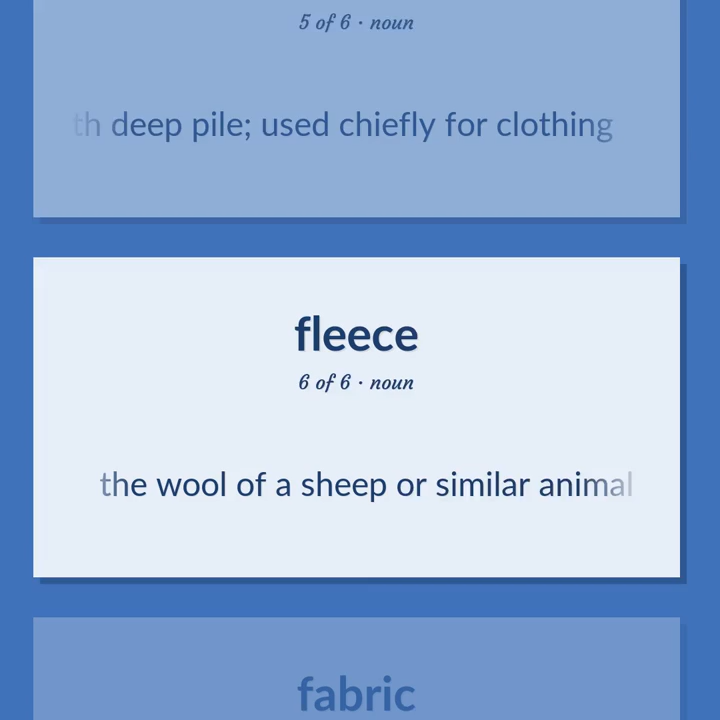 5 of 6 · noun
th deep pile; used chiefly for clothing
fleece
6 of 6 · noun
the wool of a sheep or similar animal
fabric